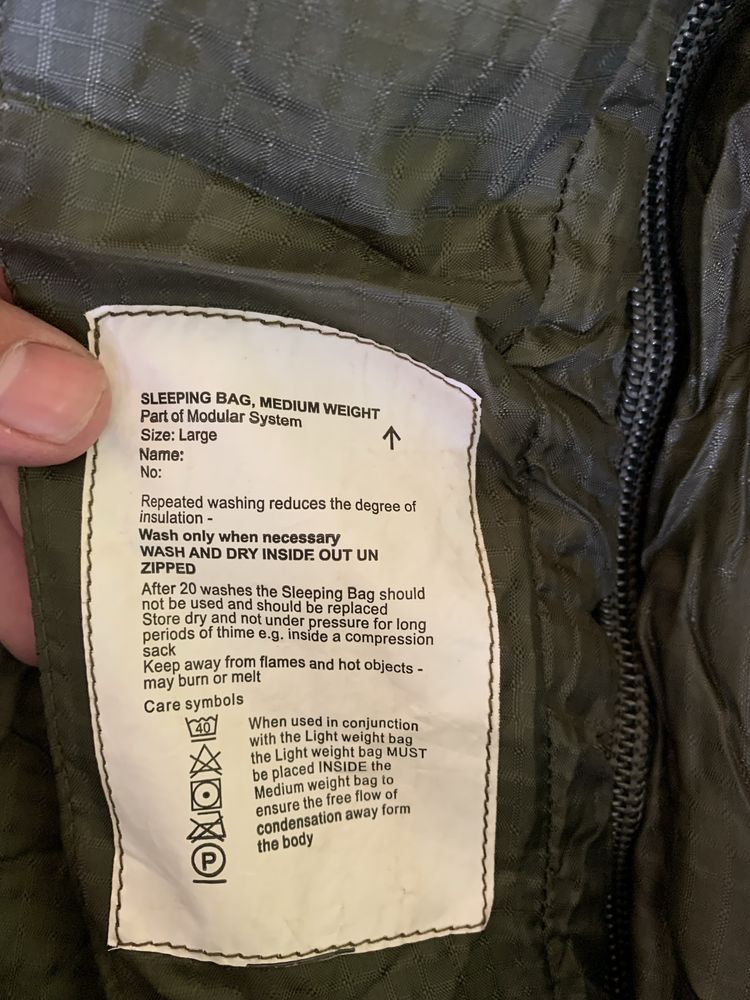 SLEEPING BAG, MEDIUM WEIGHT
Part of Modular System
Size: Large
Name:
No:
Repeated washing reduces the degree of
insulation -
Wash only when necessary
WASH AND DRY INSIDE OUT UN
ZIPPED
After 20 washes the Sleeping Bag should
not be used and should be replaced
Store dry and not under pressure for long
periods of thime e.g. inside a compression
sack
Keep away from flames and hot objects -
may burn or melt
Care symbols
40
P
When used in conjunction
with the Light weight bag
the Light weight bag MUST
be placed INSIDE the
Medium weight bag to
ensure the free flow of
condensation away form
the body